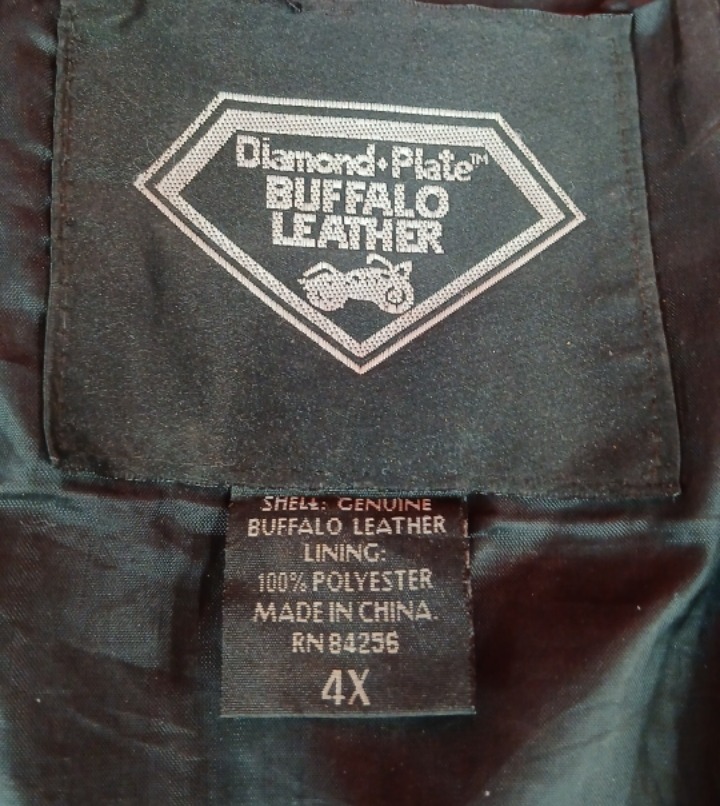 Diamond♦Plate™
BUFFALO
LEATHER
SHELL: GENUINE
BUFFALO LEATHER
LINING:
100% POLYESTER
MADE IN CHINA.
RN 84256
4X